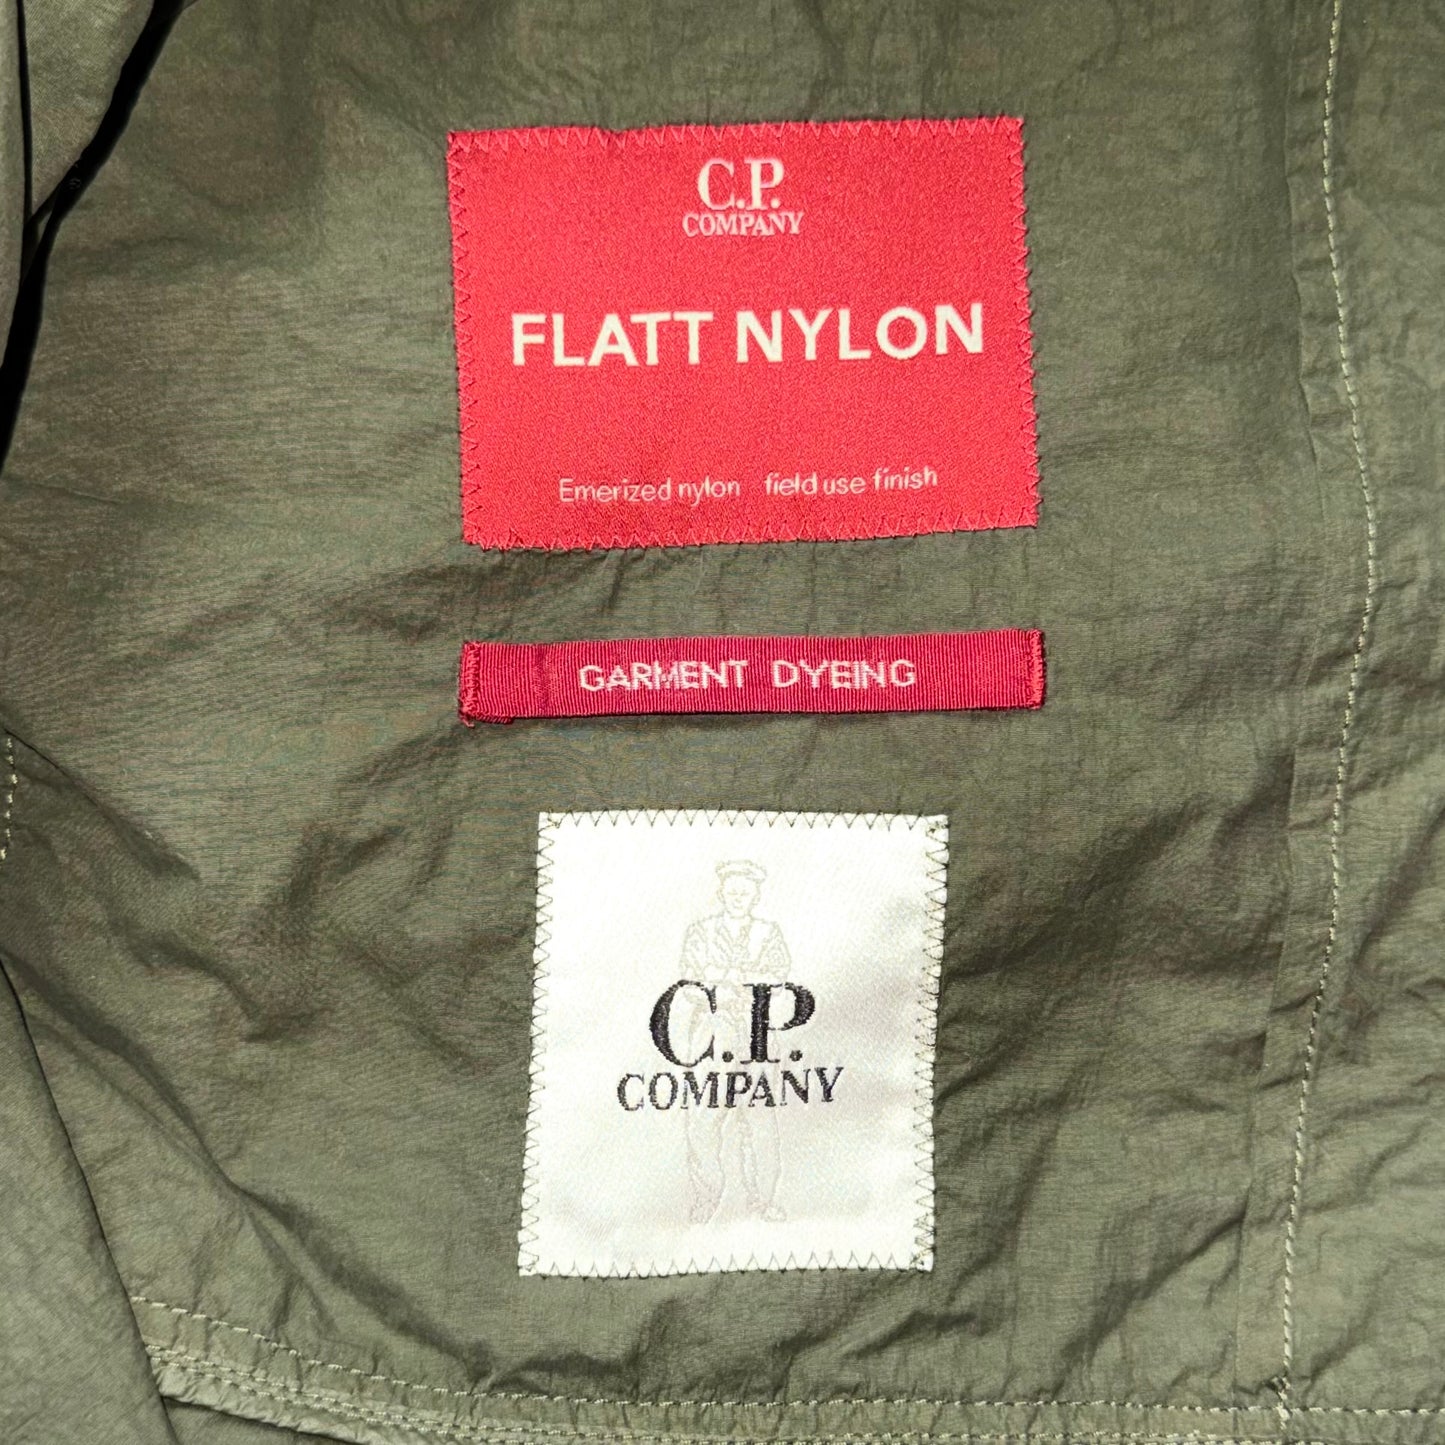 C.P.
COMPANY
FLATT NYLON
Emerized nylon field use finish
GARMENT DYEING
C.P.
COMPANY